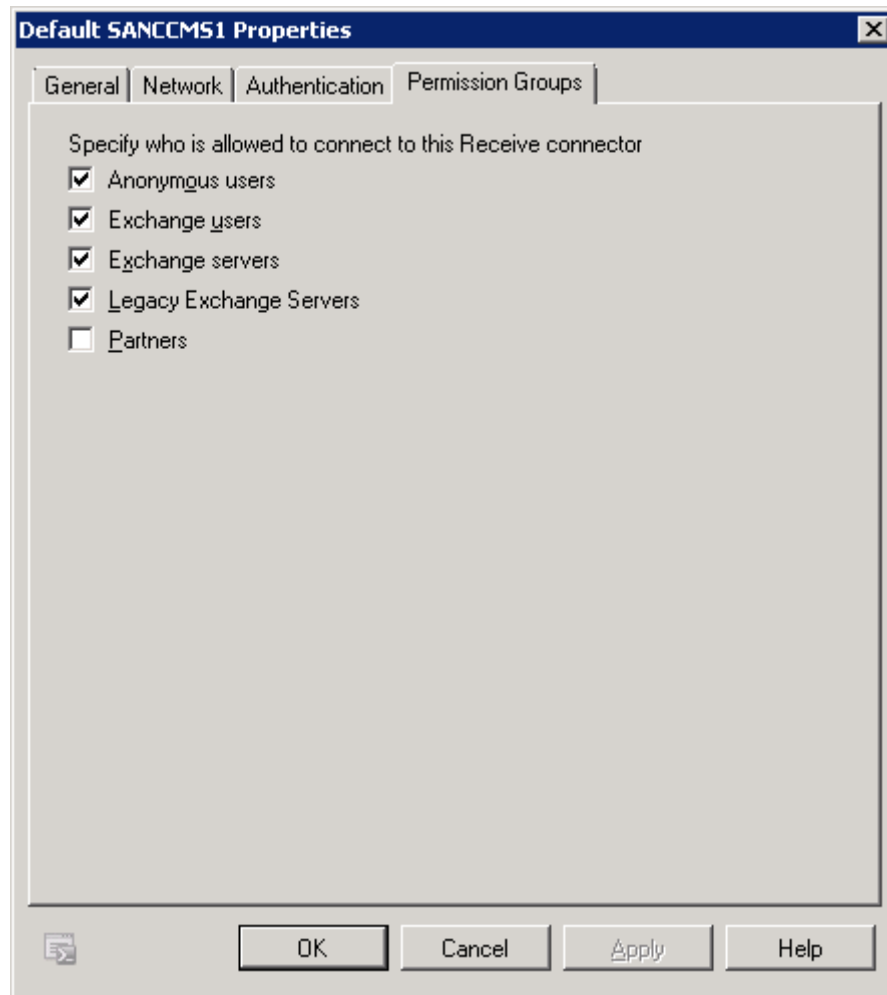 Default SANCCMS1 Properties
General Network Authentication Permission Groups
Specify who is allowed to connect to this Receive connector
Anonymous users
Exchange users
Exchange servers
Legacy Exchange Servers
Partners
OK Cancel Apply Help